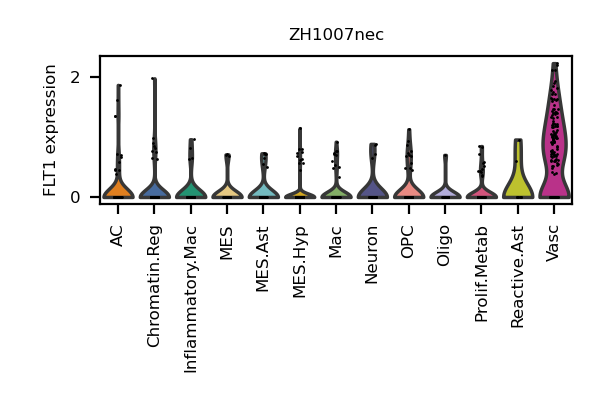 ZH1007nec
FLT1 expression
2
0
AC
Chromatin.Reg
Inflammatory.Mac
MES
MES.Ast
MES.Hyp
Mac
Neuron
OPC
Oligo
Prolif.Metab
Reactive.Ast
Vasc